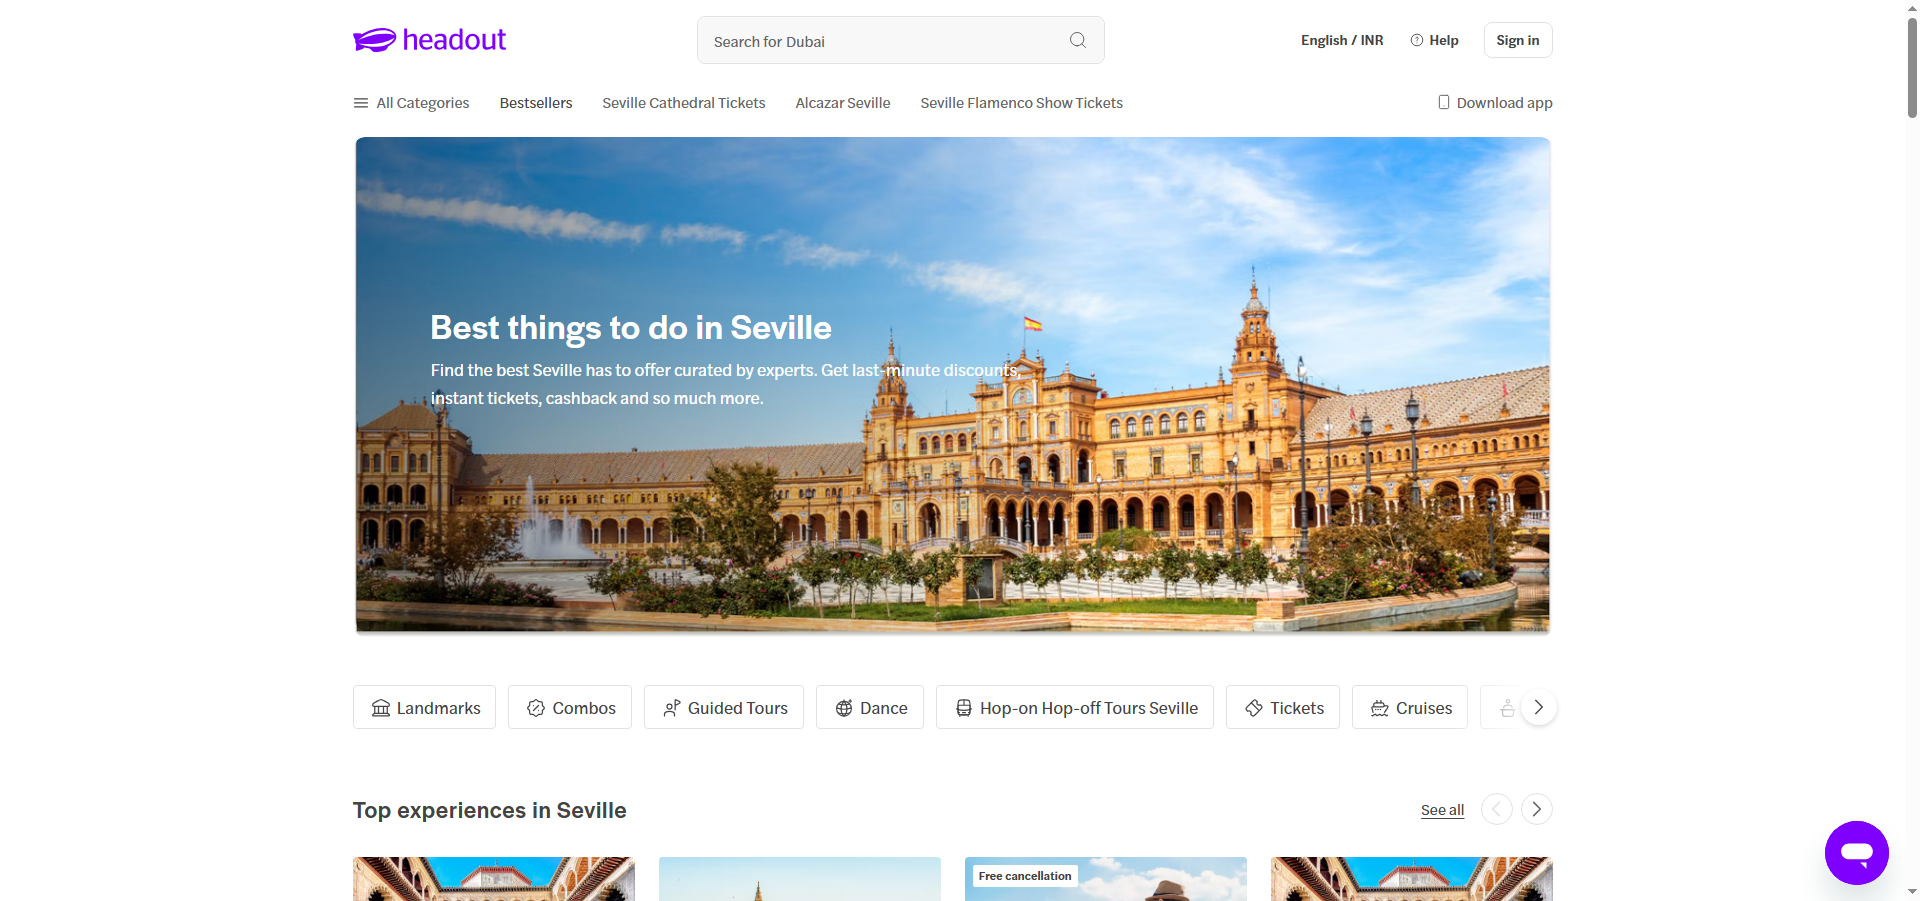 headout
Search for Dubai
English / INR
Help
Sign in
All Categories
Bestsellers
Seville Cathedral Tickets
Alcazar Seville
Seville Flamenco Show Tickets
Download app
Best things to do in Seville
Find the best Seville has to offer curated by experts. Get last-minute discounts,
instant tickets, cashback and so much more.
Landmarks
Combos
Guided Tours
Dance
Hop-on Hop-off Tours Seville
Tickets
Cruises
Top experiences in Seville
See all
Free cancellation